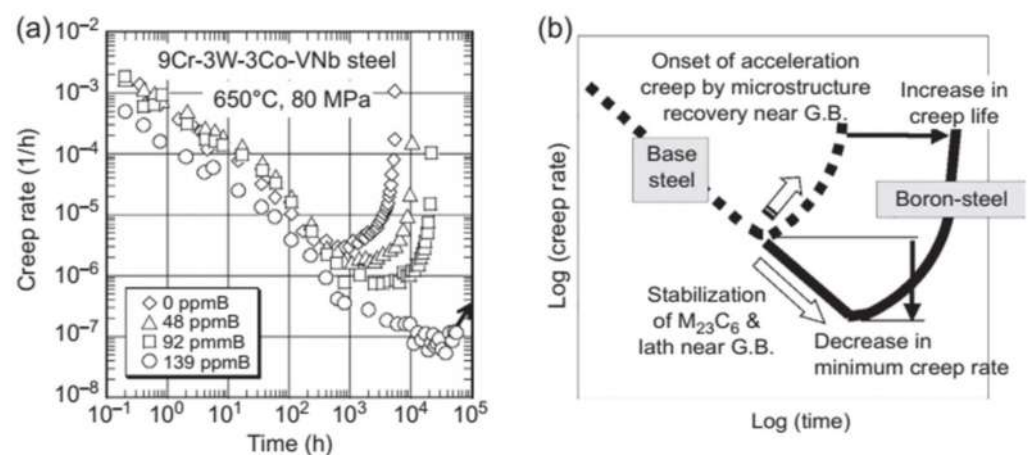 (a)
10⁻²
10⁻³
10⁻⁴
10⁻⁵
10⁻⁶
10⁻⁷
10⁻⁸
Creep rate (1/h)
9Cr-3W-3Co-VNb steel
650°C, 80 MPa
0 ppmB
48 ppmB
92 pmmB
139 ppmB
10⁻¹ 10⁰ 10¹ 10² 10³ 10⁴ 10⁵
Time (h)
(b)
Log (creep rate)
Onset of acceleration
creep by microstructure
recovery near G.B.
Increase in
creep life
Base
steel
Boron-steel
Stabilization
of M₂₃C₆ &
lath near G.B.
Decrease in
minimum creep rate
Log (time)